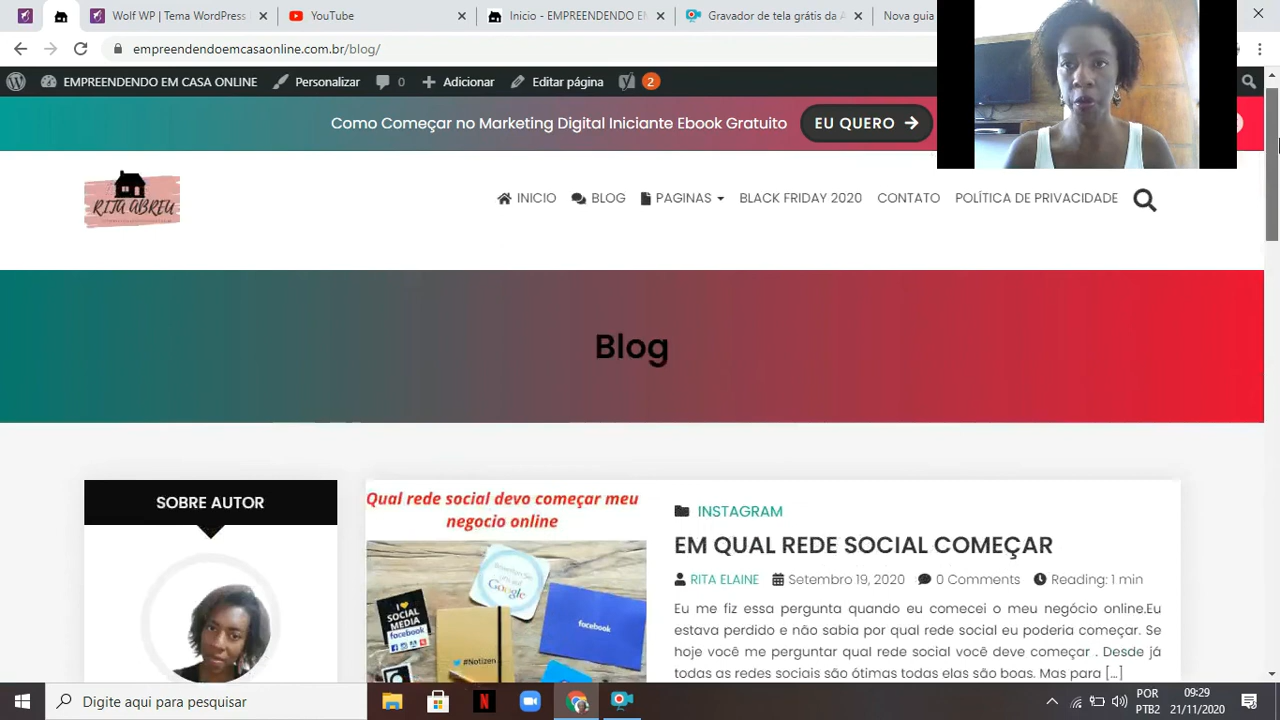 Wolf WP | Tema WordPress
YouTube
Inicio - EMPREENDENDO E
Gravador de tela grátis da A
Nova guia
empreendendoemcasaonline.com.br/blog/
EMPREENDENDO EM CASA ONLINE
Personalizar
0
Adicionar
Editar página
2
Como Começar no Marketing Digital Iniciante Ebook Gratuito
EU QUERO
RITA ABREU
INICIO
BLOG
PAGINAS
BLACK FRIDAY 2020
CONTATO
POLÍTICA DE PRIVACIDADE
Blog
SOBRE AUTOR
Qual rede social devo começar meu
negocio online
Google
I
SOCIAL
MEDIA
facebook
facebook
#Notizen
INSTAGRAM
EM QUAL REDE SOCIAL COMEÇAR
RITA ELAINE Setembro 19, 2020 0 Comments Reading: 1 min
Eu me fiz essa pergunta quando eu comecei o meu negócio online.Eu
estava perdido e não sabia por qual rede social eu poderia começar. Se
hoje você me perguntar qual rede social você deve começar . Desde já
todas as redes sociais são ótimas todas elas são boas. Mas para [...]
Digite aqui para pesquisar
POR
PTB2
09:29
21/11/2020